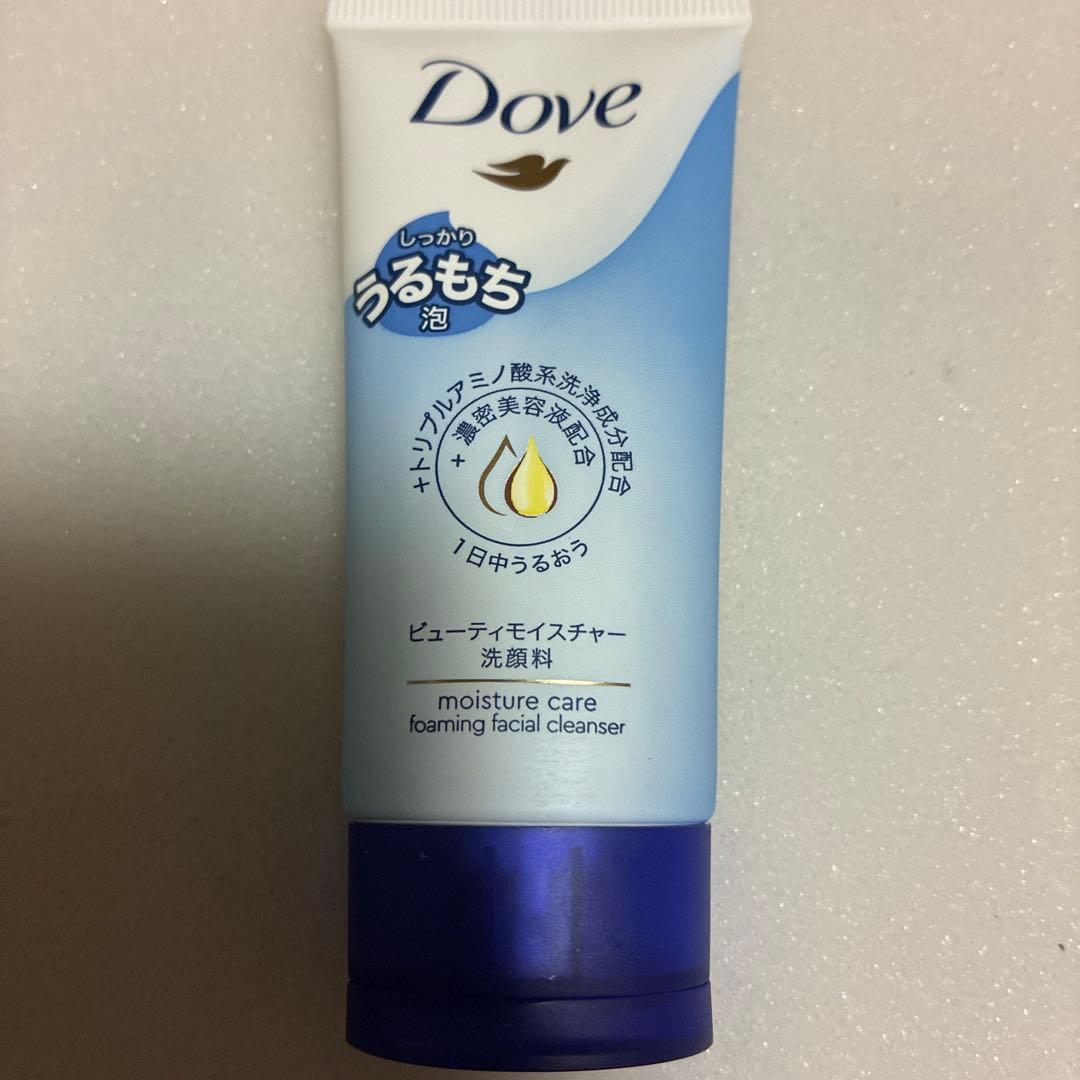 Dove
しっかり
うるもち
泡
+トリプルアミノ酸系洗浄成分配合
+濃密美容液配合
1日中うるおう
ビューティモイスチャー
洗顔料
moisture care
foaming facial cleanser